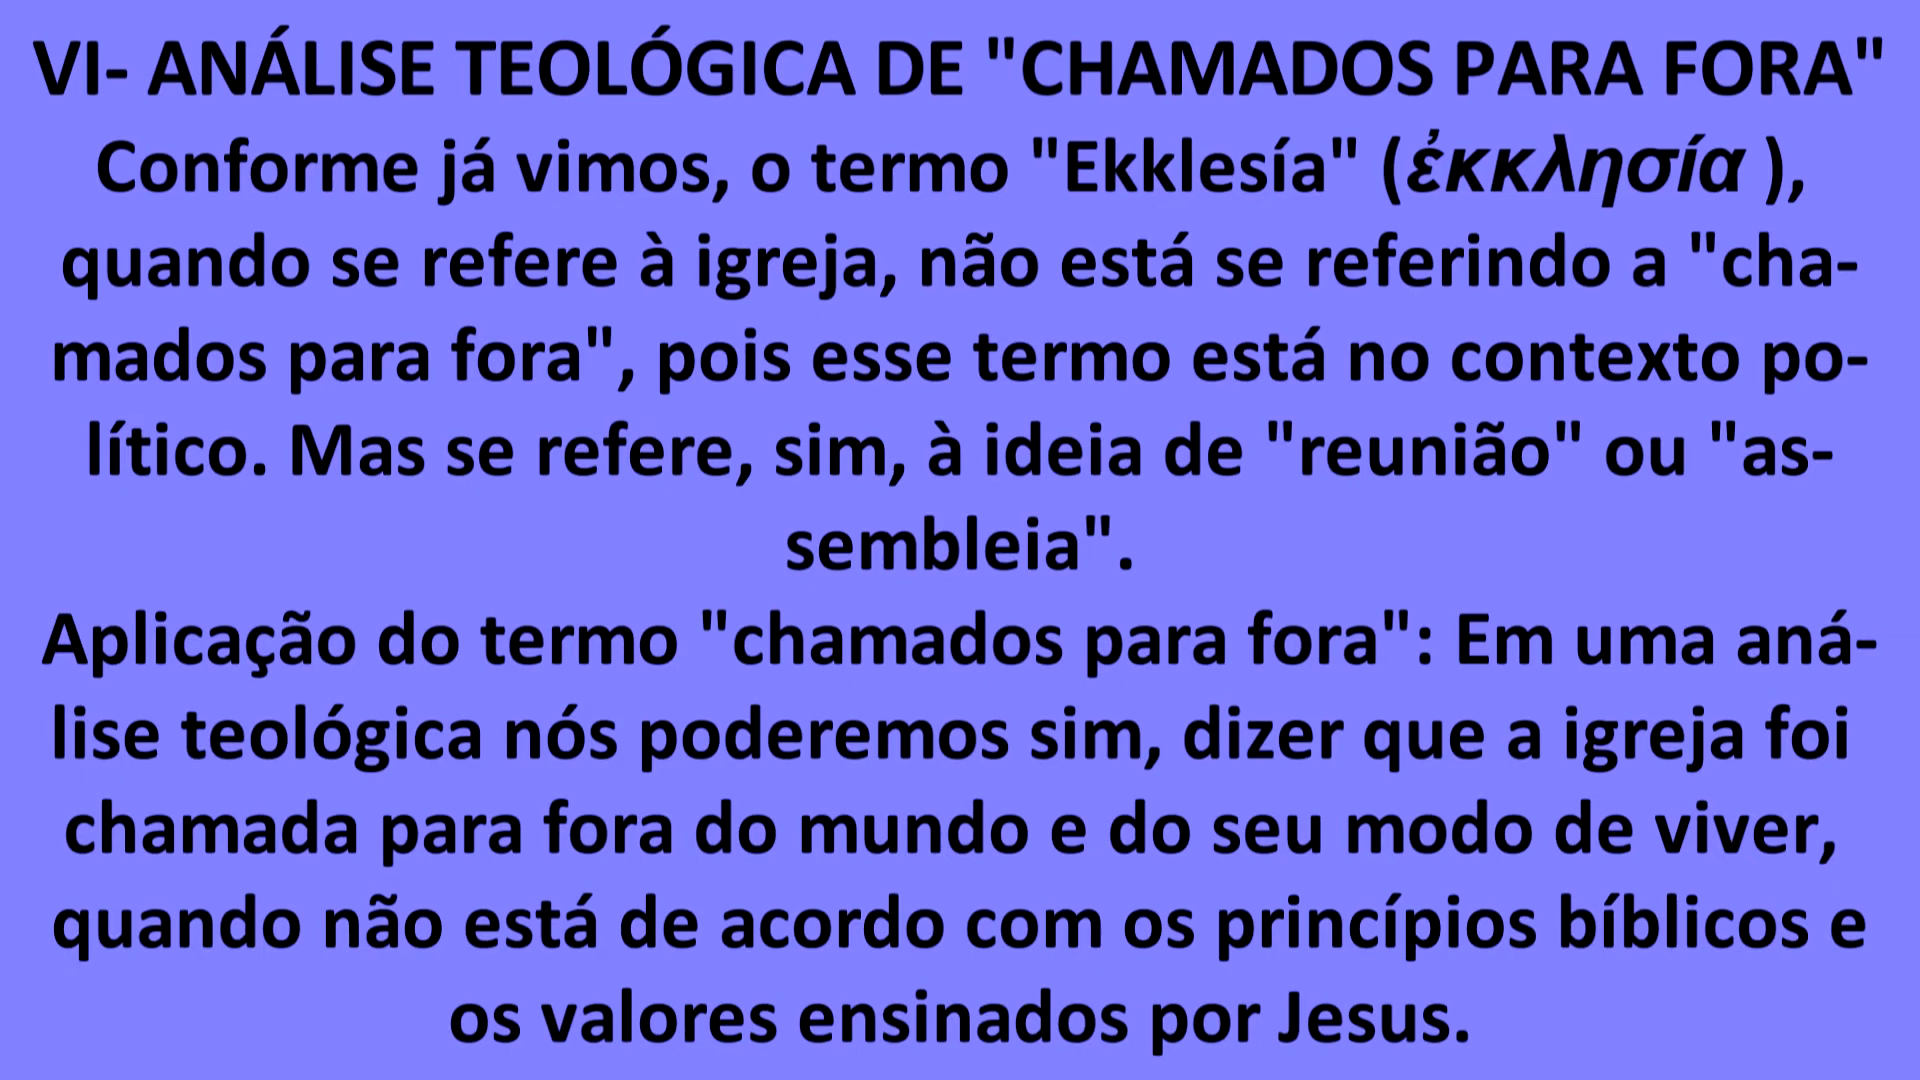 VI- ANÁLISE TEOLÓGICA DE "CHAMADOS PARA FORA"
Conforme já vimos, o termo "Ekklesía" (ἐκκλησία ),
quando se refere à igreja, não está se referindo a "cha-
mados para fora", pois esse termo está no contexto po-
lítico. Mas se refere, sim, à ideia de "reunião" ou "as-
sembleia".
Aplicação do termo "chamados para fora": Em uma aná-
lise teológica nós poderemos sim, dizer que a igreja foi
chamada para fora do mundo e do seu modo de viver,
quando não está de acordo com os princípios bíblicos e
os valores ensinados por Jesus.